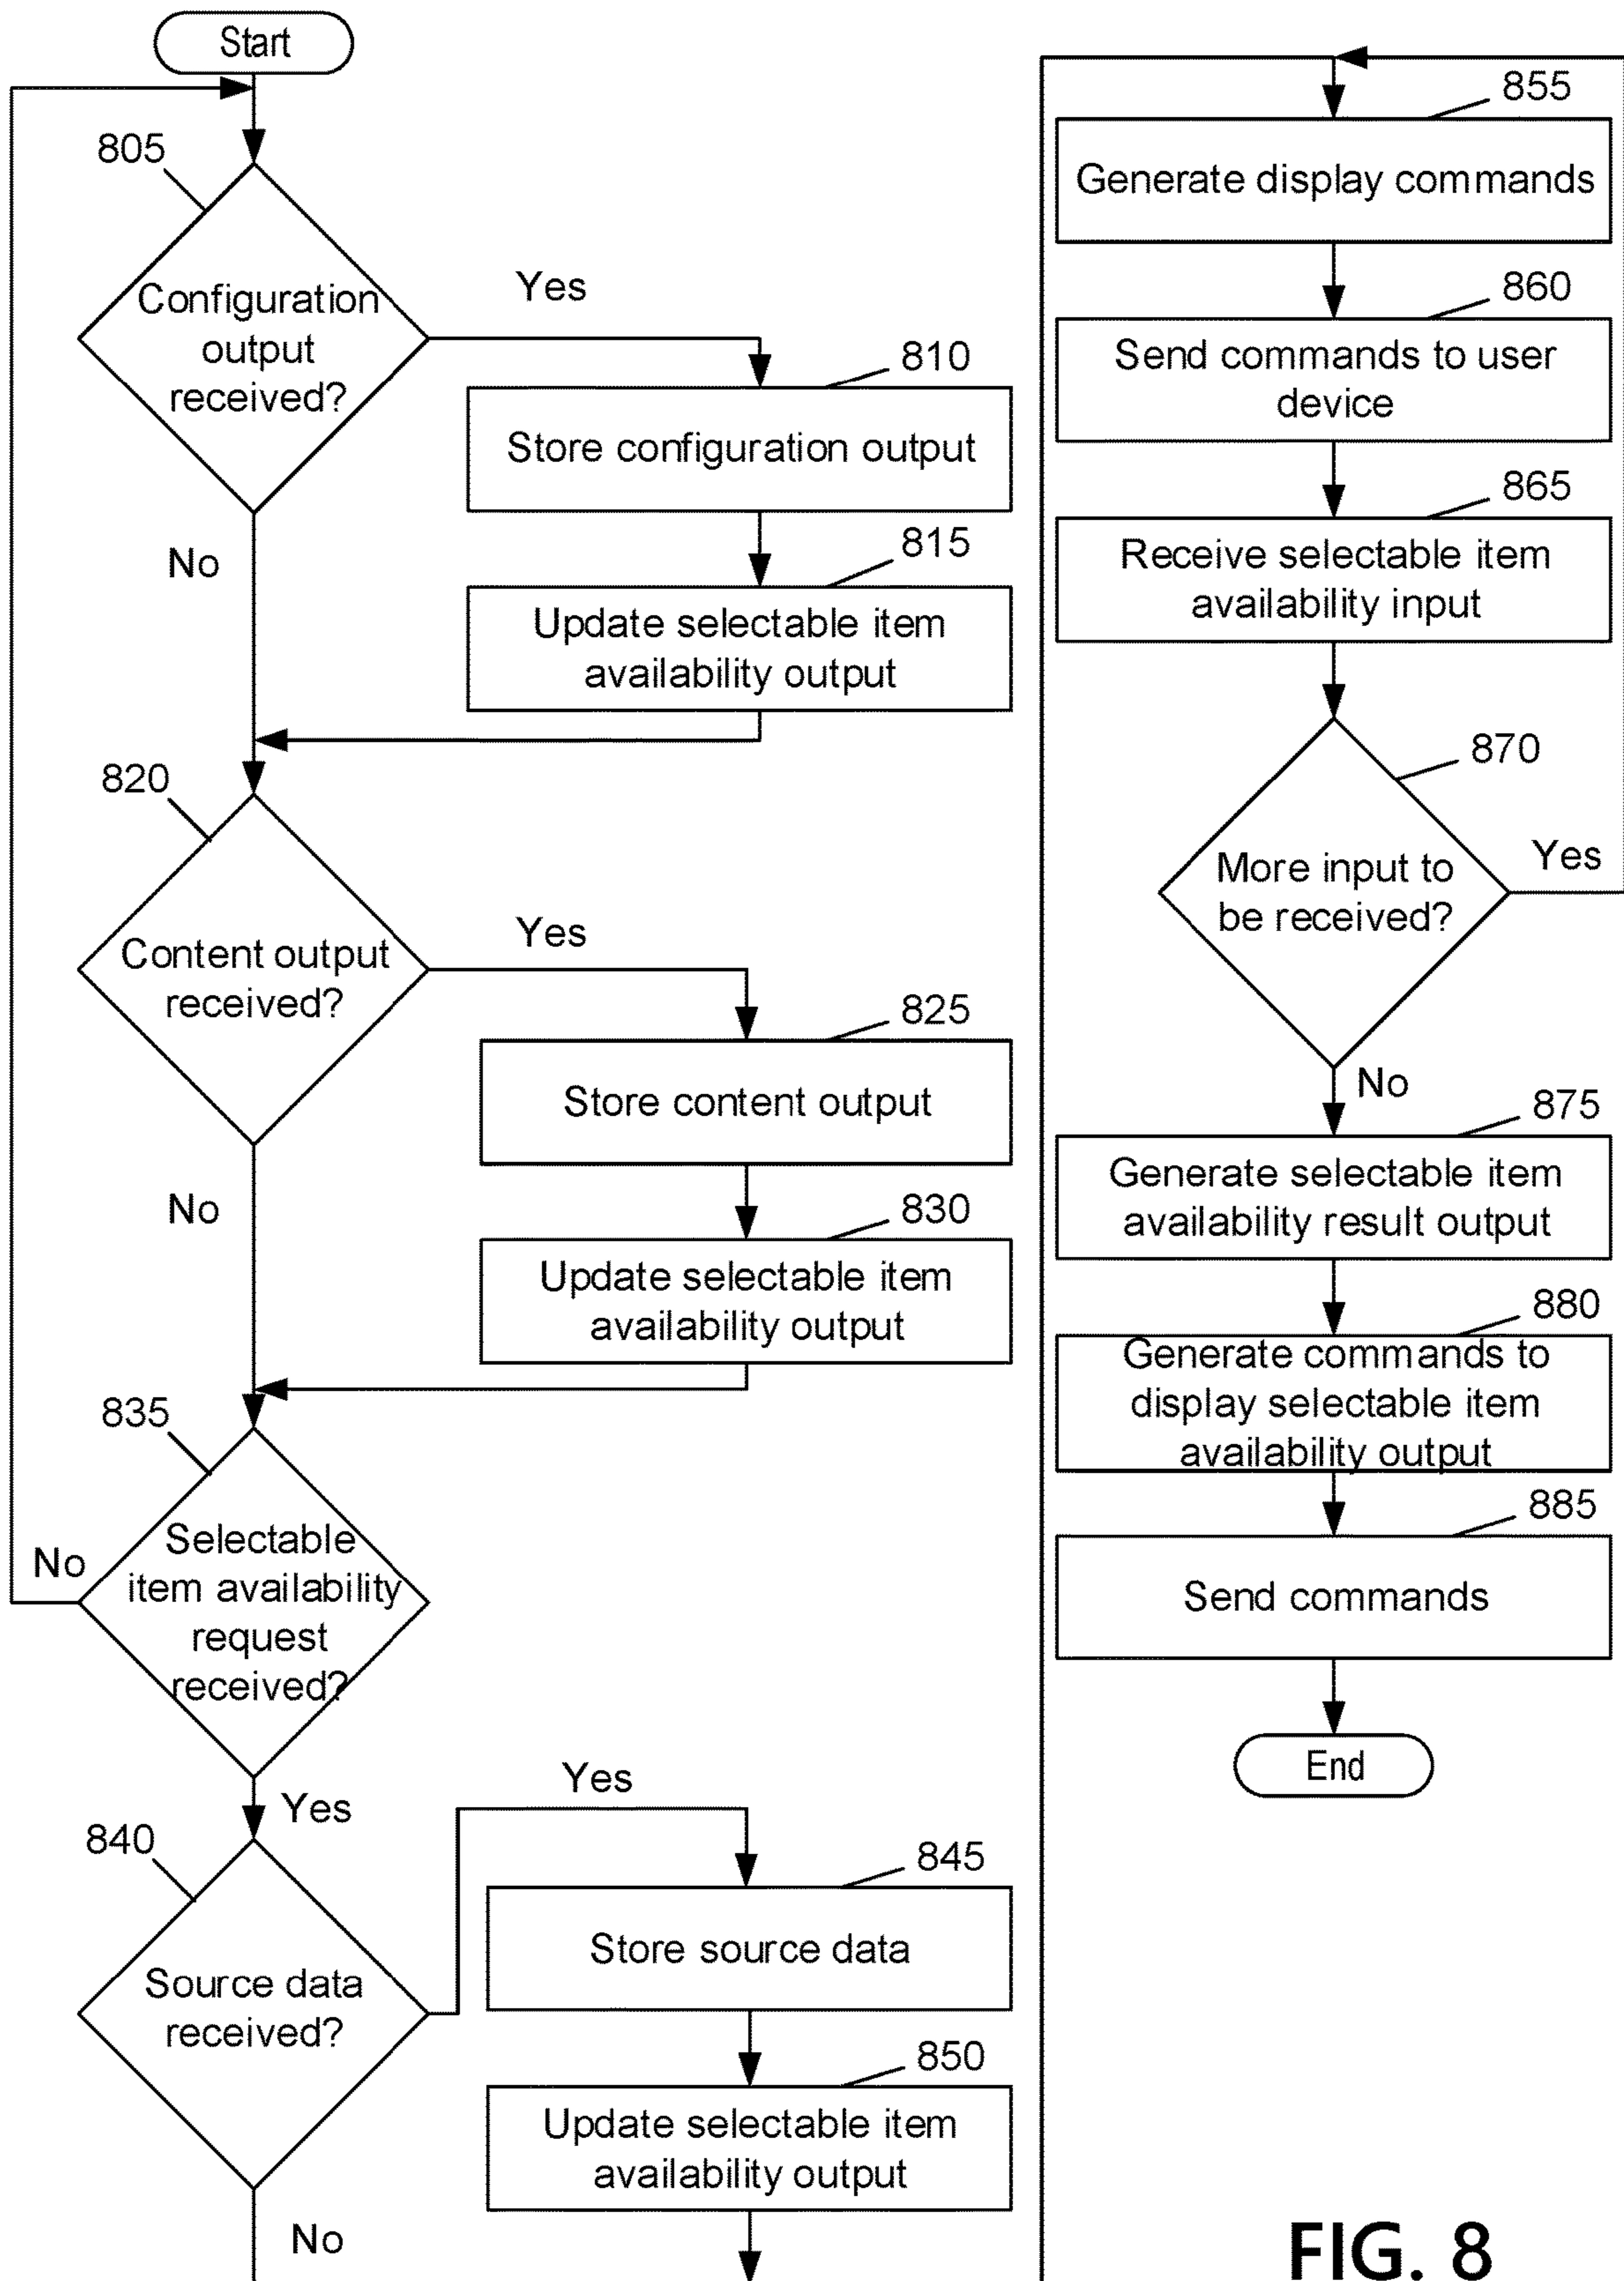 Start
805
Configuration
output
received?
Yes
No
810
Store configuration output
815
Update selectable item
availability output
820
Content output
received?
Yes
No
825
Store content output
830
Update selectable item
availability output
835
Selectable
item availability
request
received?
No
Yes
840
Source data
received?
Yes
No
845
Store source data
850
Update selectable item
availability output
855
Generate display commands
860
Send commands to user
device
865
Receive selectable item
availability input
870
More input to
be received?
Yes
No
875
Generate selectable item
availability result output
880
Generate commands to
display selectable item
availability output
885
Send commands
End
FIG. 8